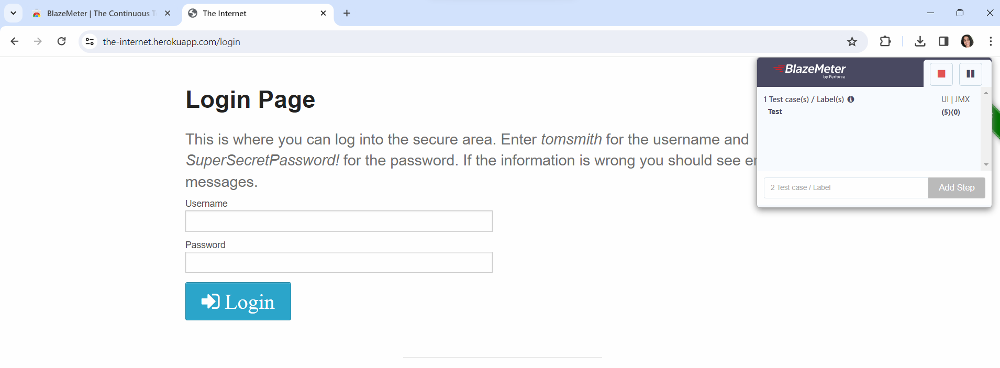 BlazeMeter | The Continuous T
The Internet
the-internet.herokuapp.com/login
BlazeMeter
by Perforce
1 Test case(s) / Label(s)
UI | JMX
Test
(5)(0)
2 Test case / Label
Add Step
Login Page
This is where you can log into the secure area. Enter tomsmith for the username and
SuperSecretPassword! for the password. If the information is wrong you should see er
messages.
Username
Password
Login